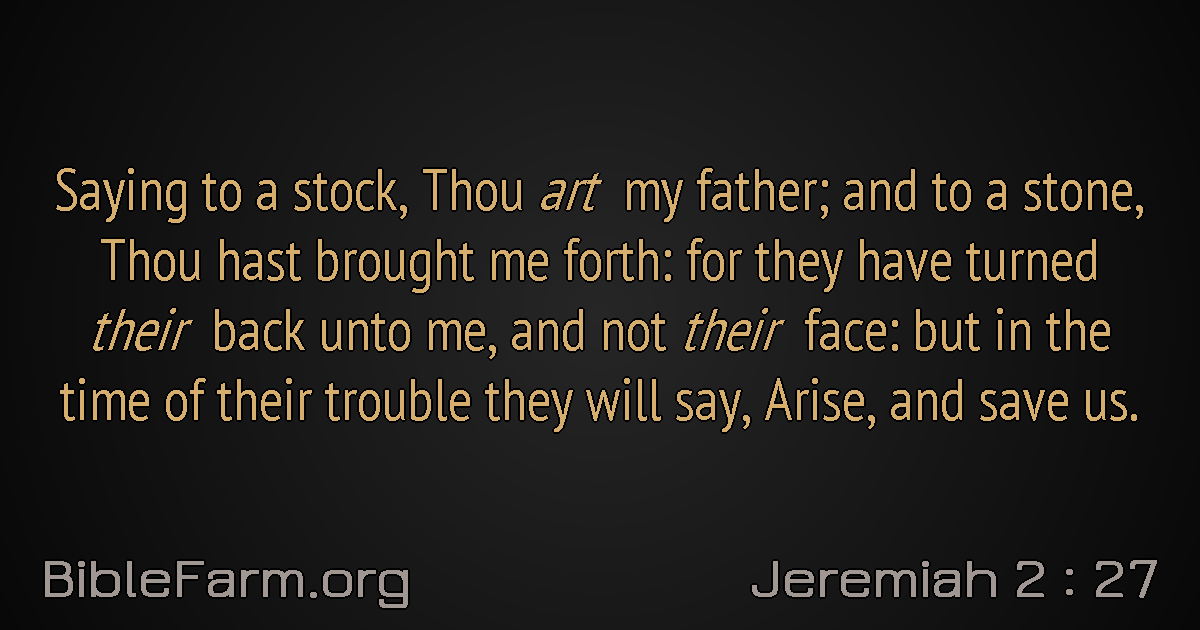 Saying to a stock, Thou art my father; and to a stone,
Thou hast brought me forth: for they have turned
their back unto me, and not their face: but in the
time of their trouble they will say, Arise, and save us.
BibleFarm.org
Jeremiah 2 : 27